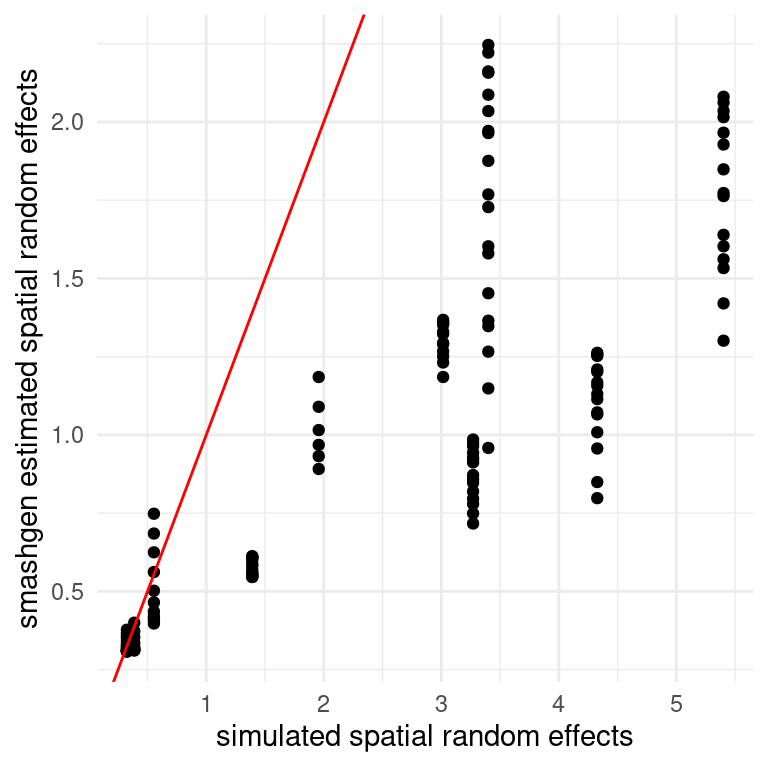 smashgen estimated spatial random effects
2.0
1.5
1.0
0.5
1 2 3 4 5
simulated spatial random effects